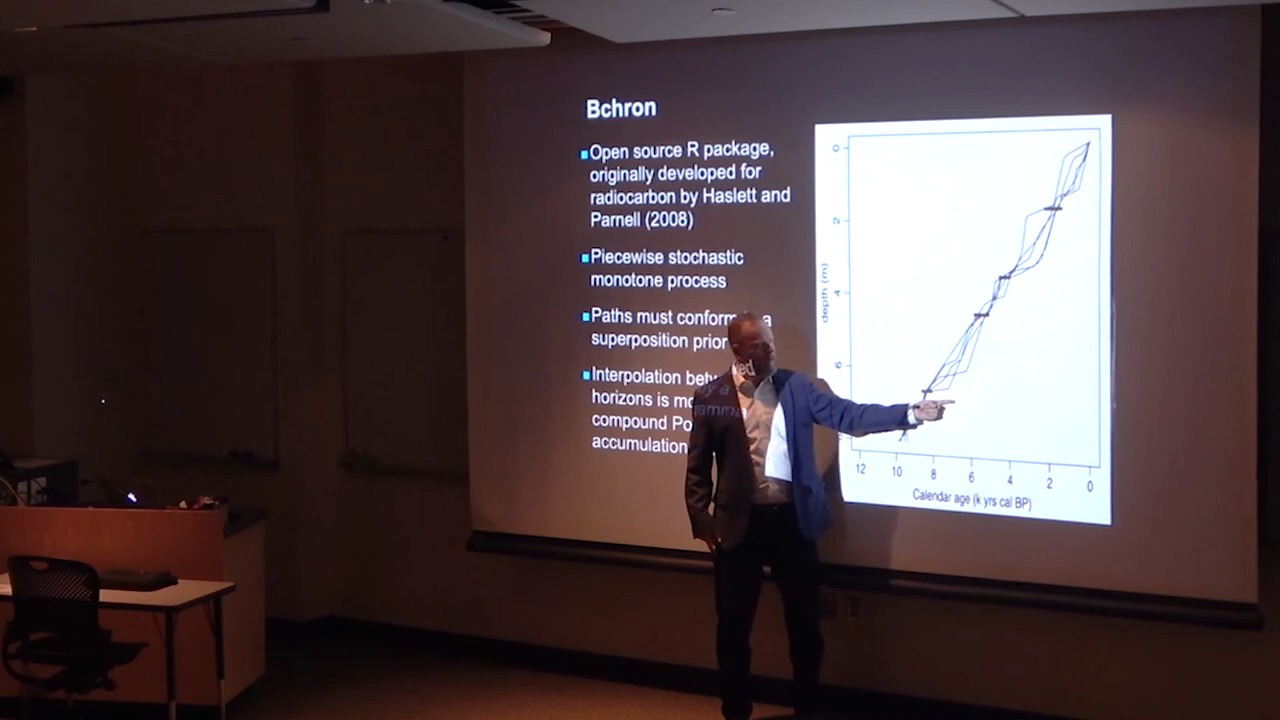 Bchron
Open source R package,
originally developed for
radiocarbon by Haslett and
Parnell (2008)
Piecewise stochastic
monotone process
Paths must conform a
superposition prior
Interpolation
horizons is
compound
accumulation
by a
gamma
0
2
4
6
depth (m)
12 10 8 6 4 2 0
Calendar age (k yrs cal BP)